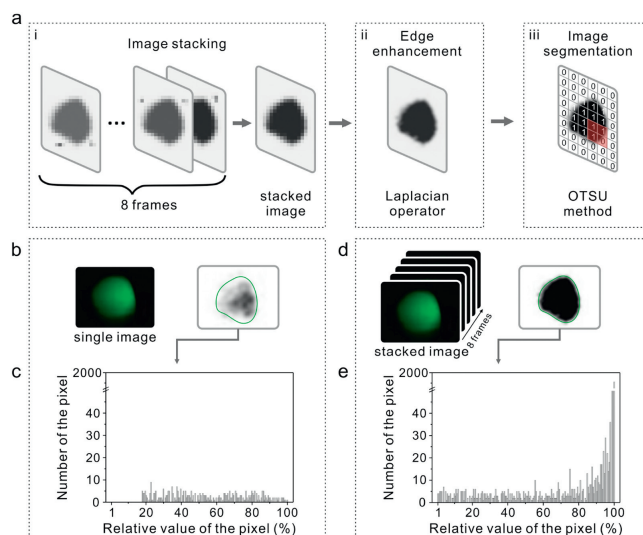 a
i
Image stacking
...
8 frames
stacked
image
ii
Edge
enhancement
Laplacian
operator
iii
Image
segmentation
OTSU
method
b
single image
c
Number of the pixel
2000
40
30
20
10
5
0
1
20
40
60
80
100
Relative value of the pixel (%)
d
8 frames
stacked image
e
Number of the pixel
2000
40
30
20
10
5
0
1
20
40
60
80
100
Relative value of the pixel (%)